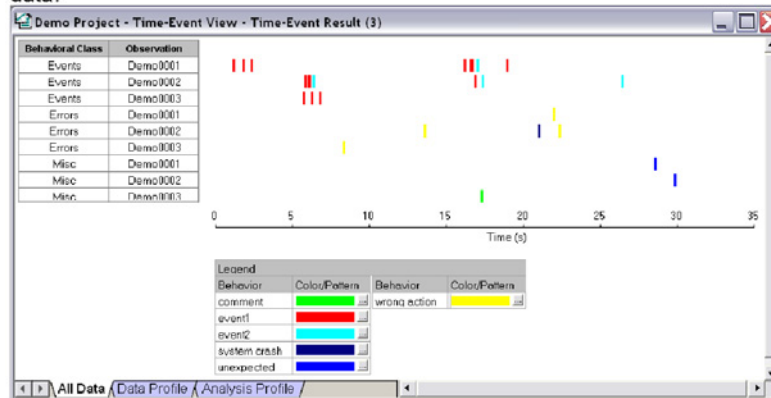 data.
Demo Project - Time-Event View - Time-Event Result (3)
Behavioral Class Observation
Events Demo0001
Events Demo0002
Events Demo0003
Errors Demo0001
Errors Demo0002
Errors Demo0003
Misc Demo0001
Misc Demo0002
Misc Demo0003
0 5 10 15 20 25 30 35
Time (s)
Legend
Behavior Color/Pattern Behavior Color/Pattern
comment wrong action
event1
event2
system crash
unexpected
All Data Data Profile Analysis Profile